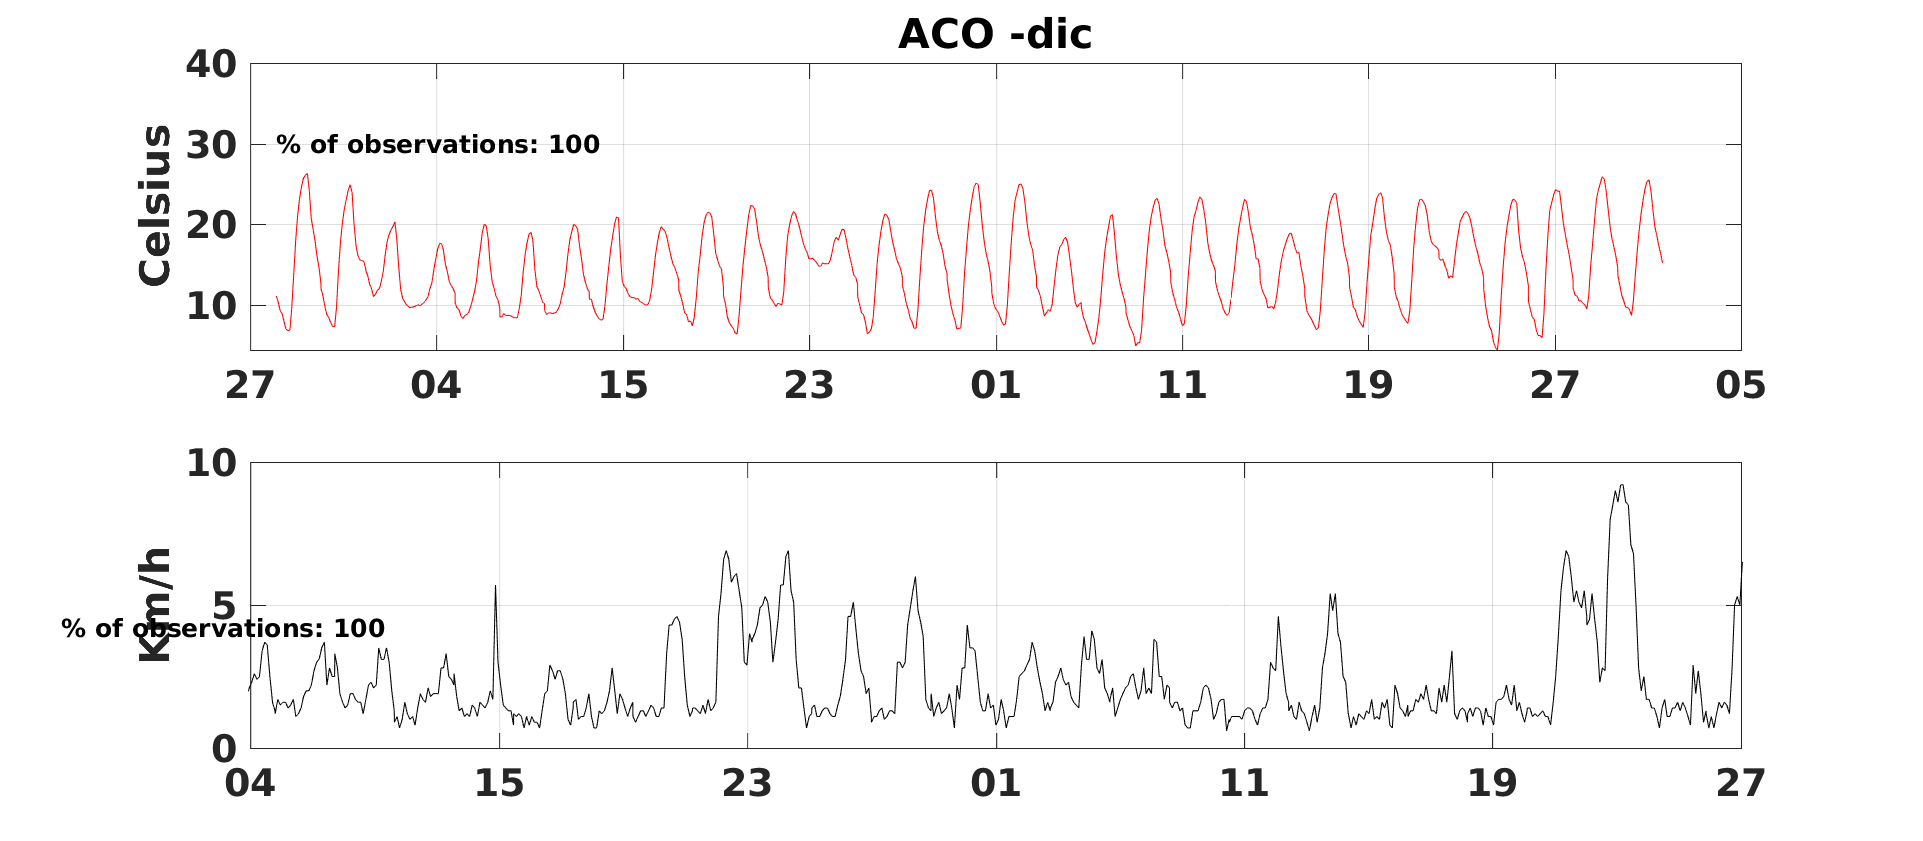 ACO -dic
Celsius
40
30
20
10
% of observations: 100
27 04 15 23 01 11 19 27 05
Km/h
10
5
0
% of observations: 100
04 15 23 01 11 19 27